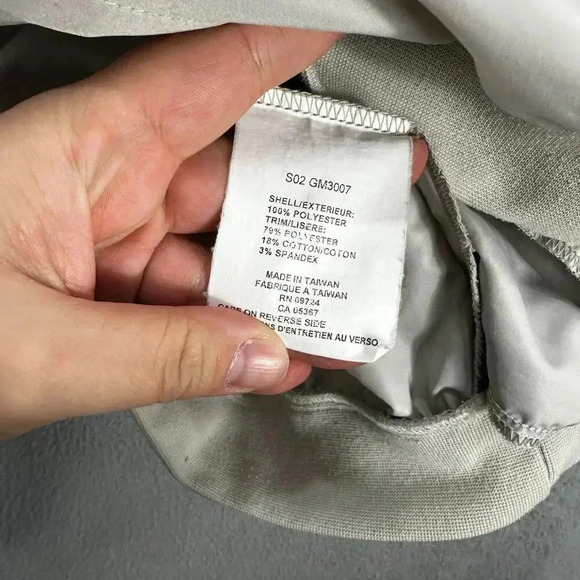 S02 GM3007
SHELL/EXTERIEUR:
100% POLYESTER
TRIM/LISERE:
79% POLYESTER
18% COTTON/COTON
3% SPANDEX
MADE IN TAIWAN
FABRIQUE A TAIWAN
RN 69724
CA 05367
CARE ON REVERSE SIDE
D'ENTRETIEN AU VERSO